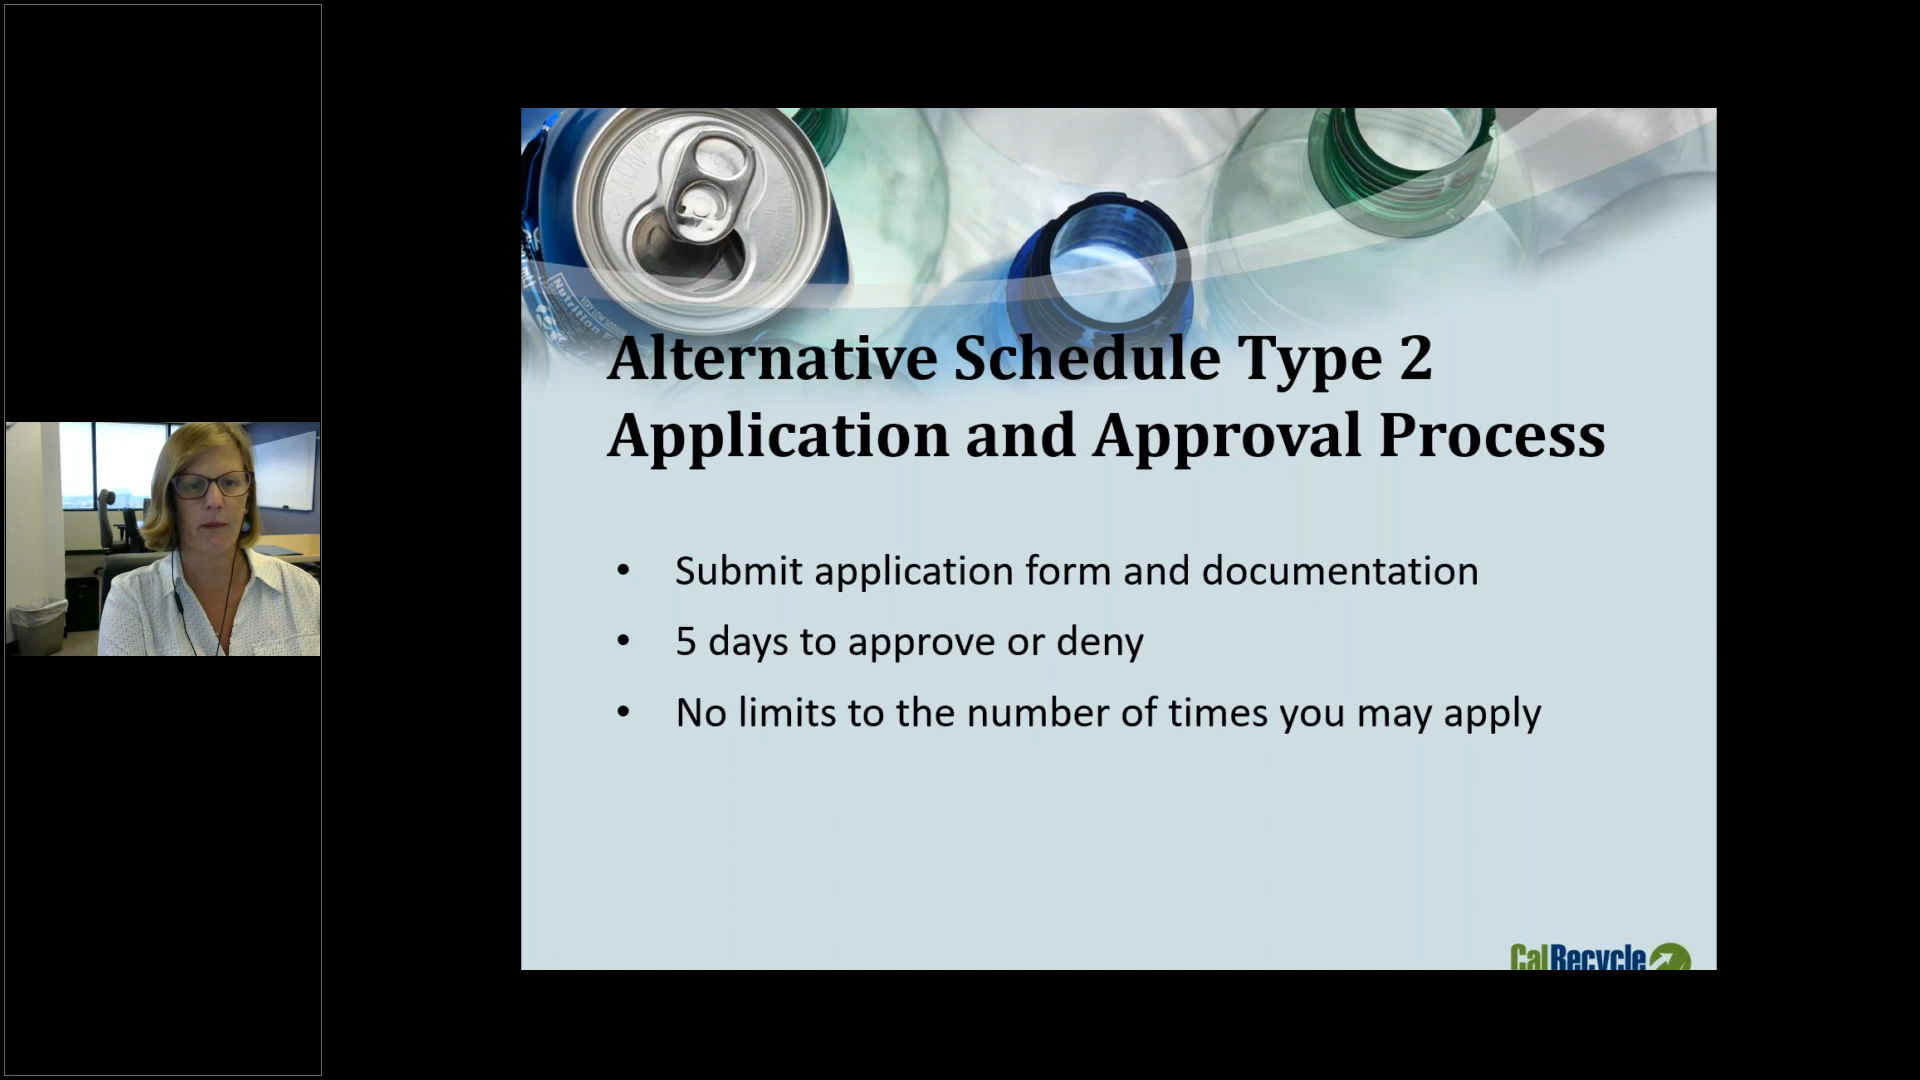 Nutrition
Alternative Schedule Type 2
Application and Approval Process
• Submit application form and documentation
• 5 days to approve or deny
• No limits to the number of times you may apply
CalRecycle